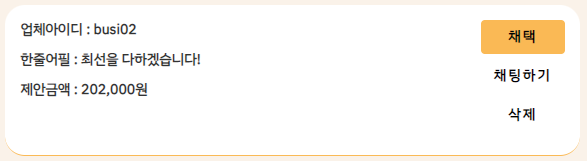 업체아이디 : busi02
한줄어필 : 최선을 다하겠습니다!
제안금액 : 202,000원
채택
채팅하기
삭제